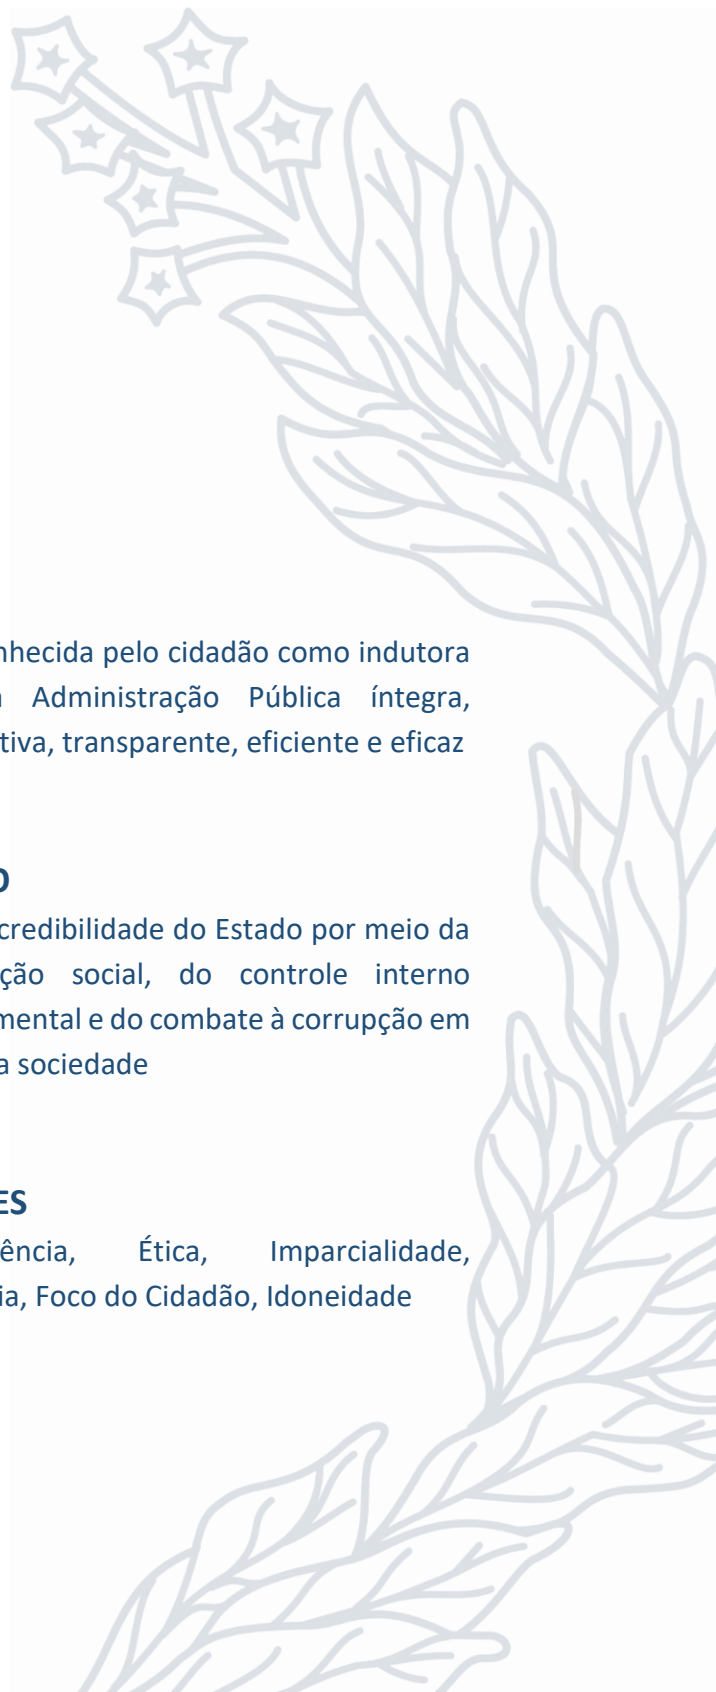 nhecida pelo cidadão como indutora
Administração Pública íntegra,
tiva, transparente, eficiente e eficaz
O
credibilidade do Estado por meio da
ção social, do controle interno
mental e do combate à corrupção em
a sociedade
ES
ência, Ética, Imparcialidade,
ia, Foco do Cidadão, Idoneidade